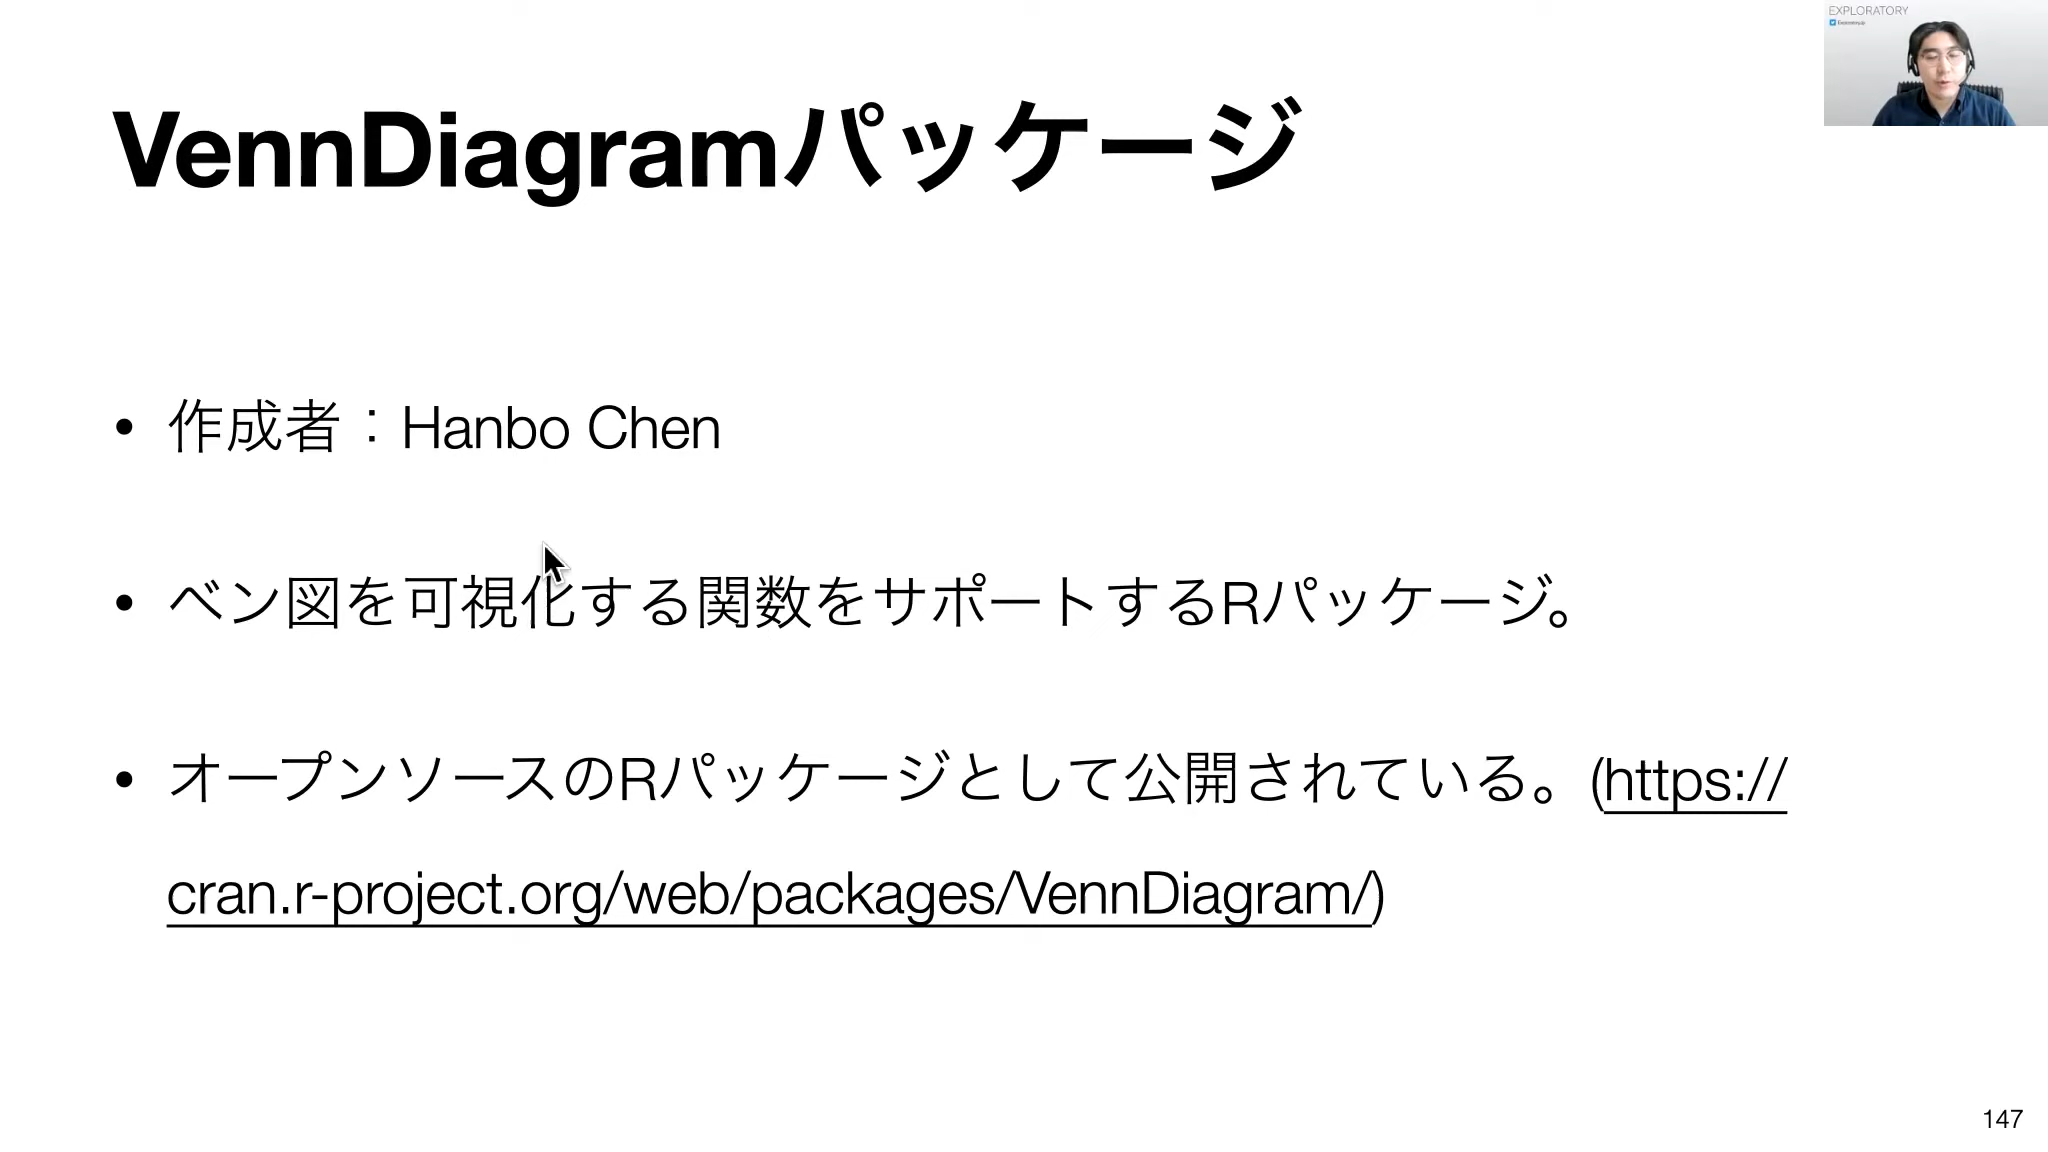 EXPLORATORY
VennDiagramパッケージ
• 作成者：Hanbo Chen
• ベン図を可視化する関数をサポートするRパッケージ。
• オープンソースのRパッケージとして公開されている。(https://
cran.r-project.org/web/packages/VennDiagram/)
147